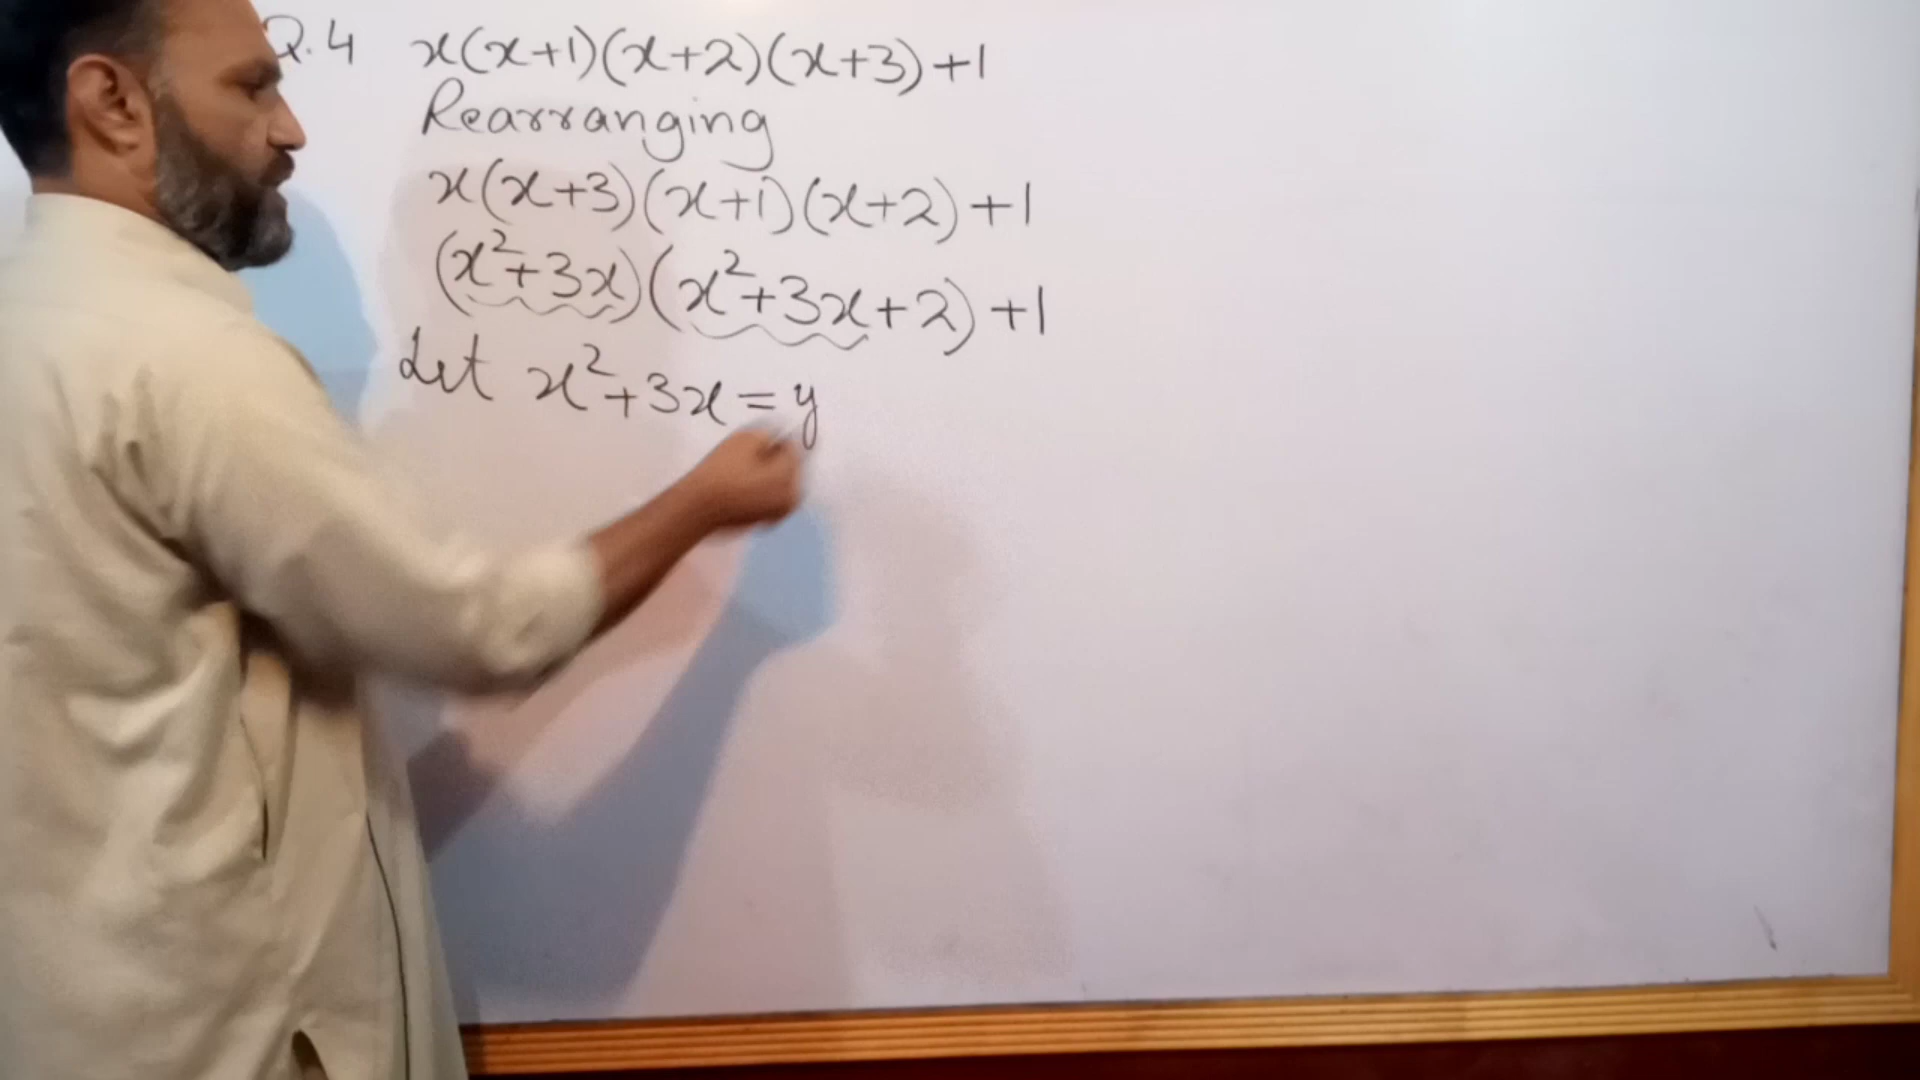 Q.4 x(x+1)(x+2)(x+3)+1
Rearranging
x(x+3)(x+1)(x+2)+1
(x²+3x)(x²+3x+2)+1
Let x²+3x=y